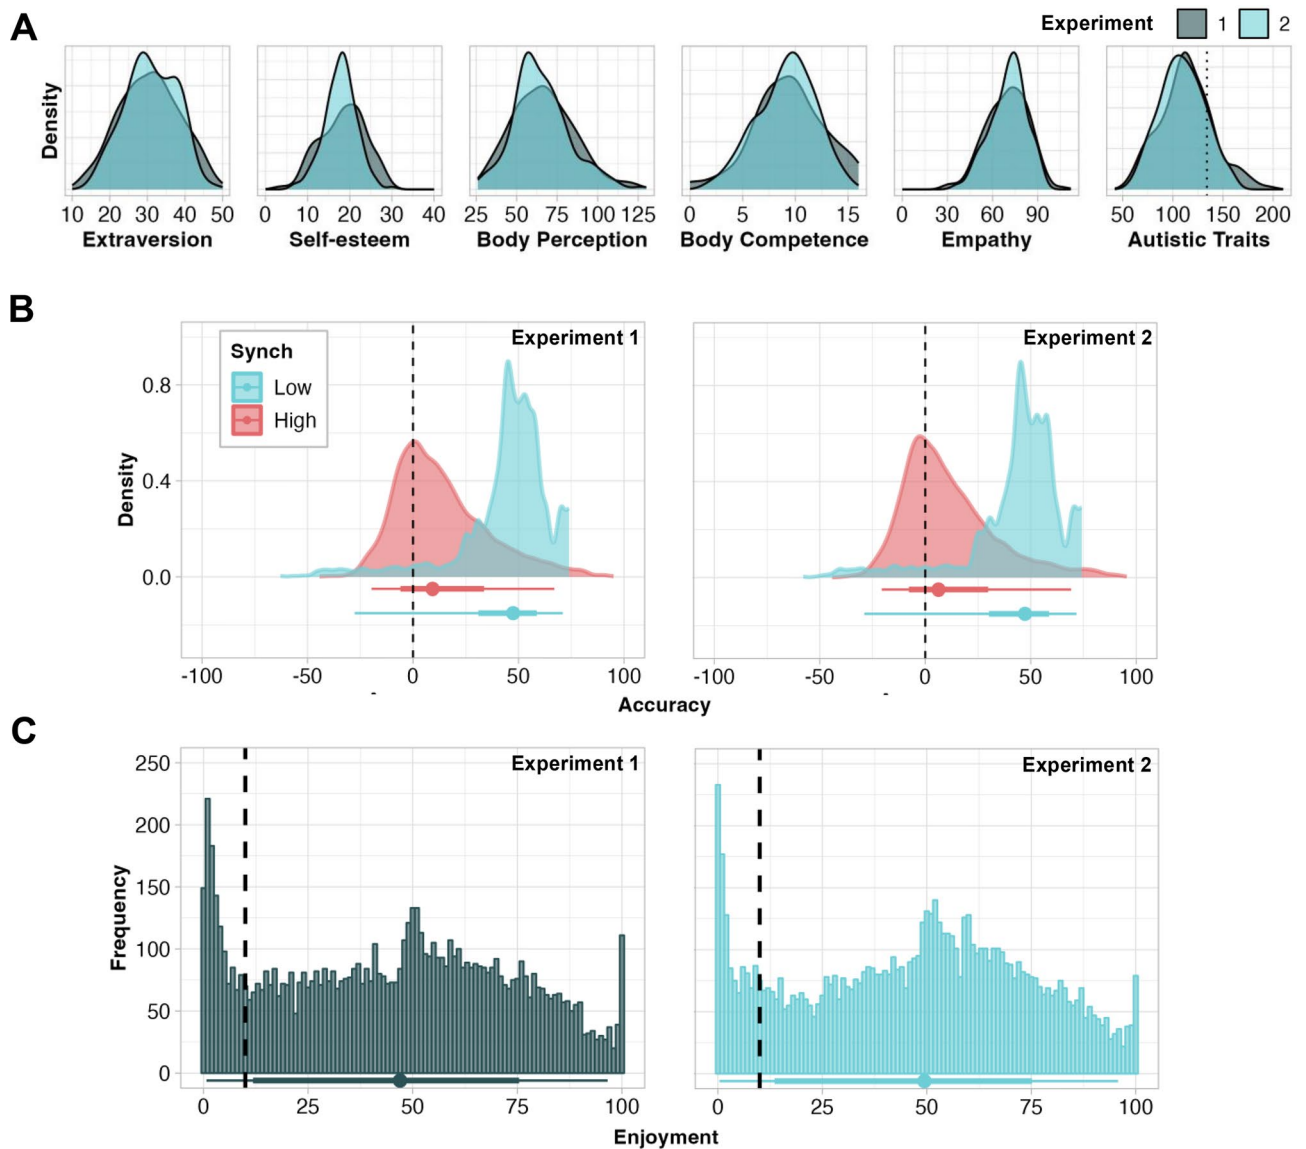 A
Experiment 1 2
Density
10 20 30 40 50
0 10 20 30 40
25 50 75 100 125
0 5 10 15
0 30 60 90
50 100 150 200
Extraversion
Self-esteem
Body Perception
Body Competence
Empathy
Autistic Traits
B
Experiment 1
Experiment 2
Synch
Low
High
0.8
0.4
0.0
Density
-100 -50 0 50 100
-100 -50 0 50 100
Accuracy
C
Experiment 1
Experiment 2
250
200
150
100
50
0
Frequency
0 25 50 75 100
0 25 50 75 100
Enjoyment